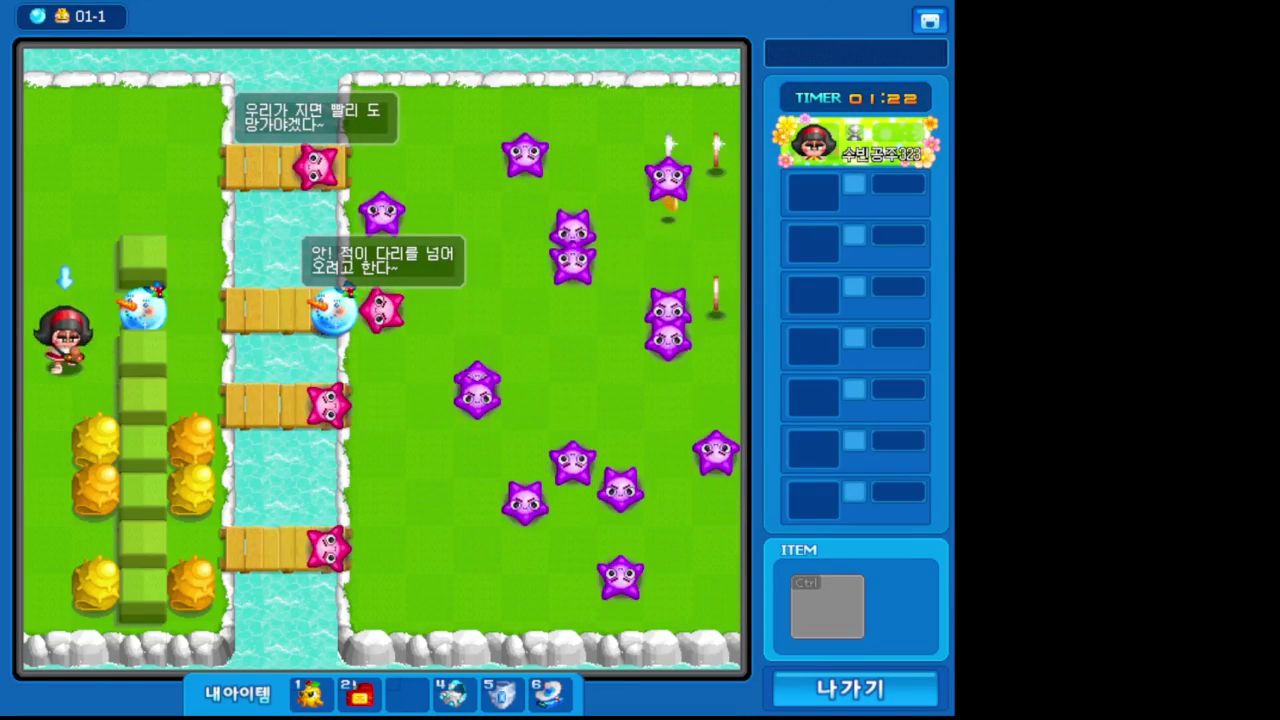 01-1
우리가 지면 빨리 도
망가야겠다~
앗! 적이 다리를 넘어
오려고 한다~
TIMER 01:22
수빈공주023
ITEM
Ctrl
내아이템 1 2 4 5 6
나가기